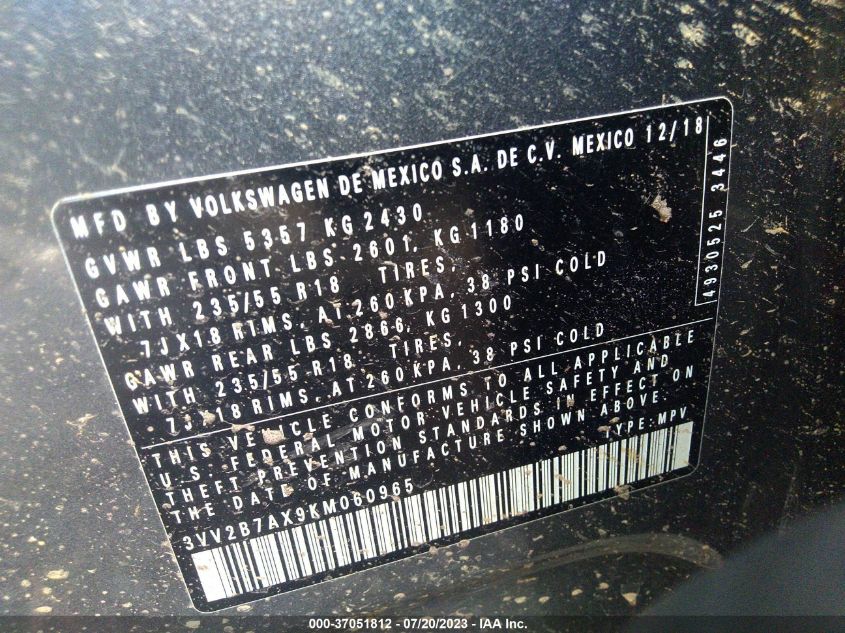 MFD BY VOLKSWAGEN DE MEXICO S.A. DE C.V. MEXICO 12/18
GVWR LBS 5357 KG 2430
GAWR FRONT LBS 2601, KG 1180
WITH 235/55 R18 TIRES,
7JX18 RIMS, AT 260 KPA, 38 PSI COLD
GAWR REAR LBS 2866, KG 1300
WITH 235/55 R18 TIRES,
7JX18 RIMS, AT 260 KPA, 38 PSI COLD
THIS VEHICLE CONFORMS TO ALL APPLICABLE
U.S. FEDERAL MOTOR VEHICLE SAFETY AND
THEFT PREVENTION STANDARDS IN EFFECT ON
THE DATE OF MANUFACTURE SHOWN ABOVE.
3VV2B7AX9KM060965 TYPE: MPV
4930525 3446
000-37051812 - 07/20/2023 - IAA Inc.